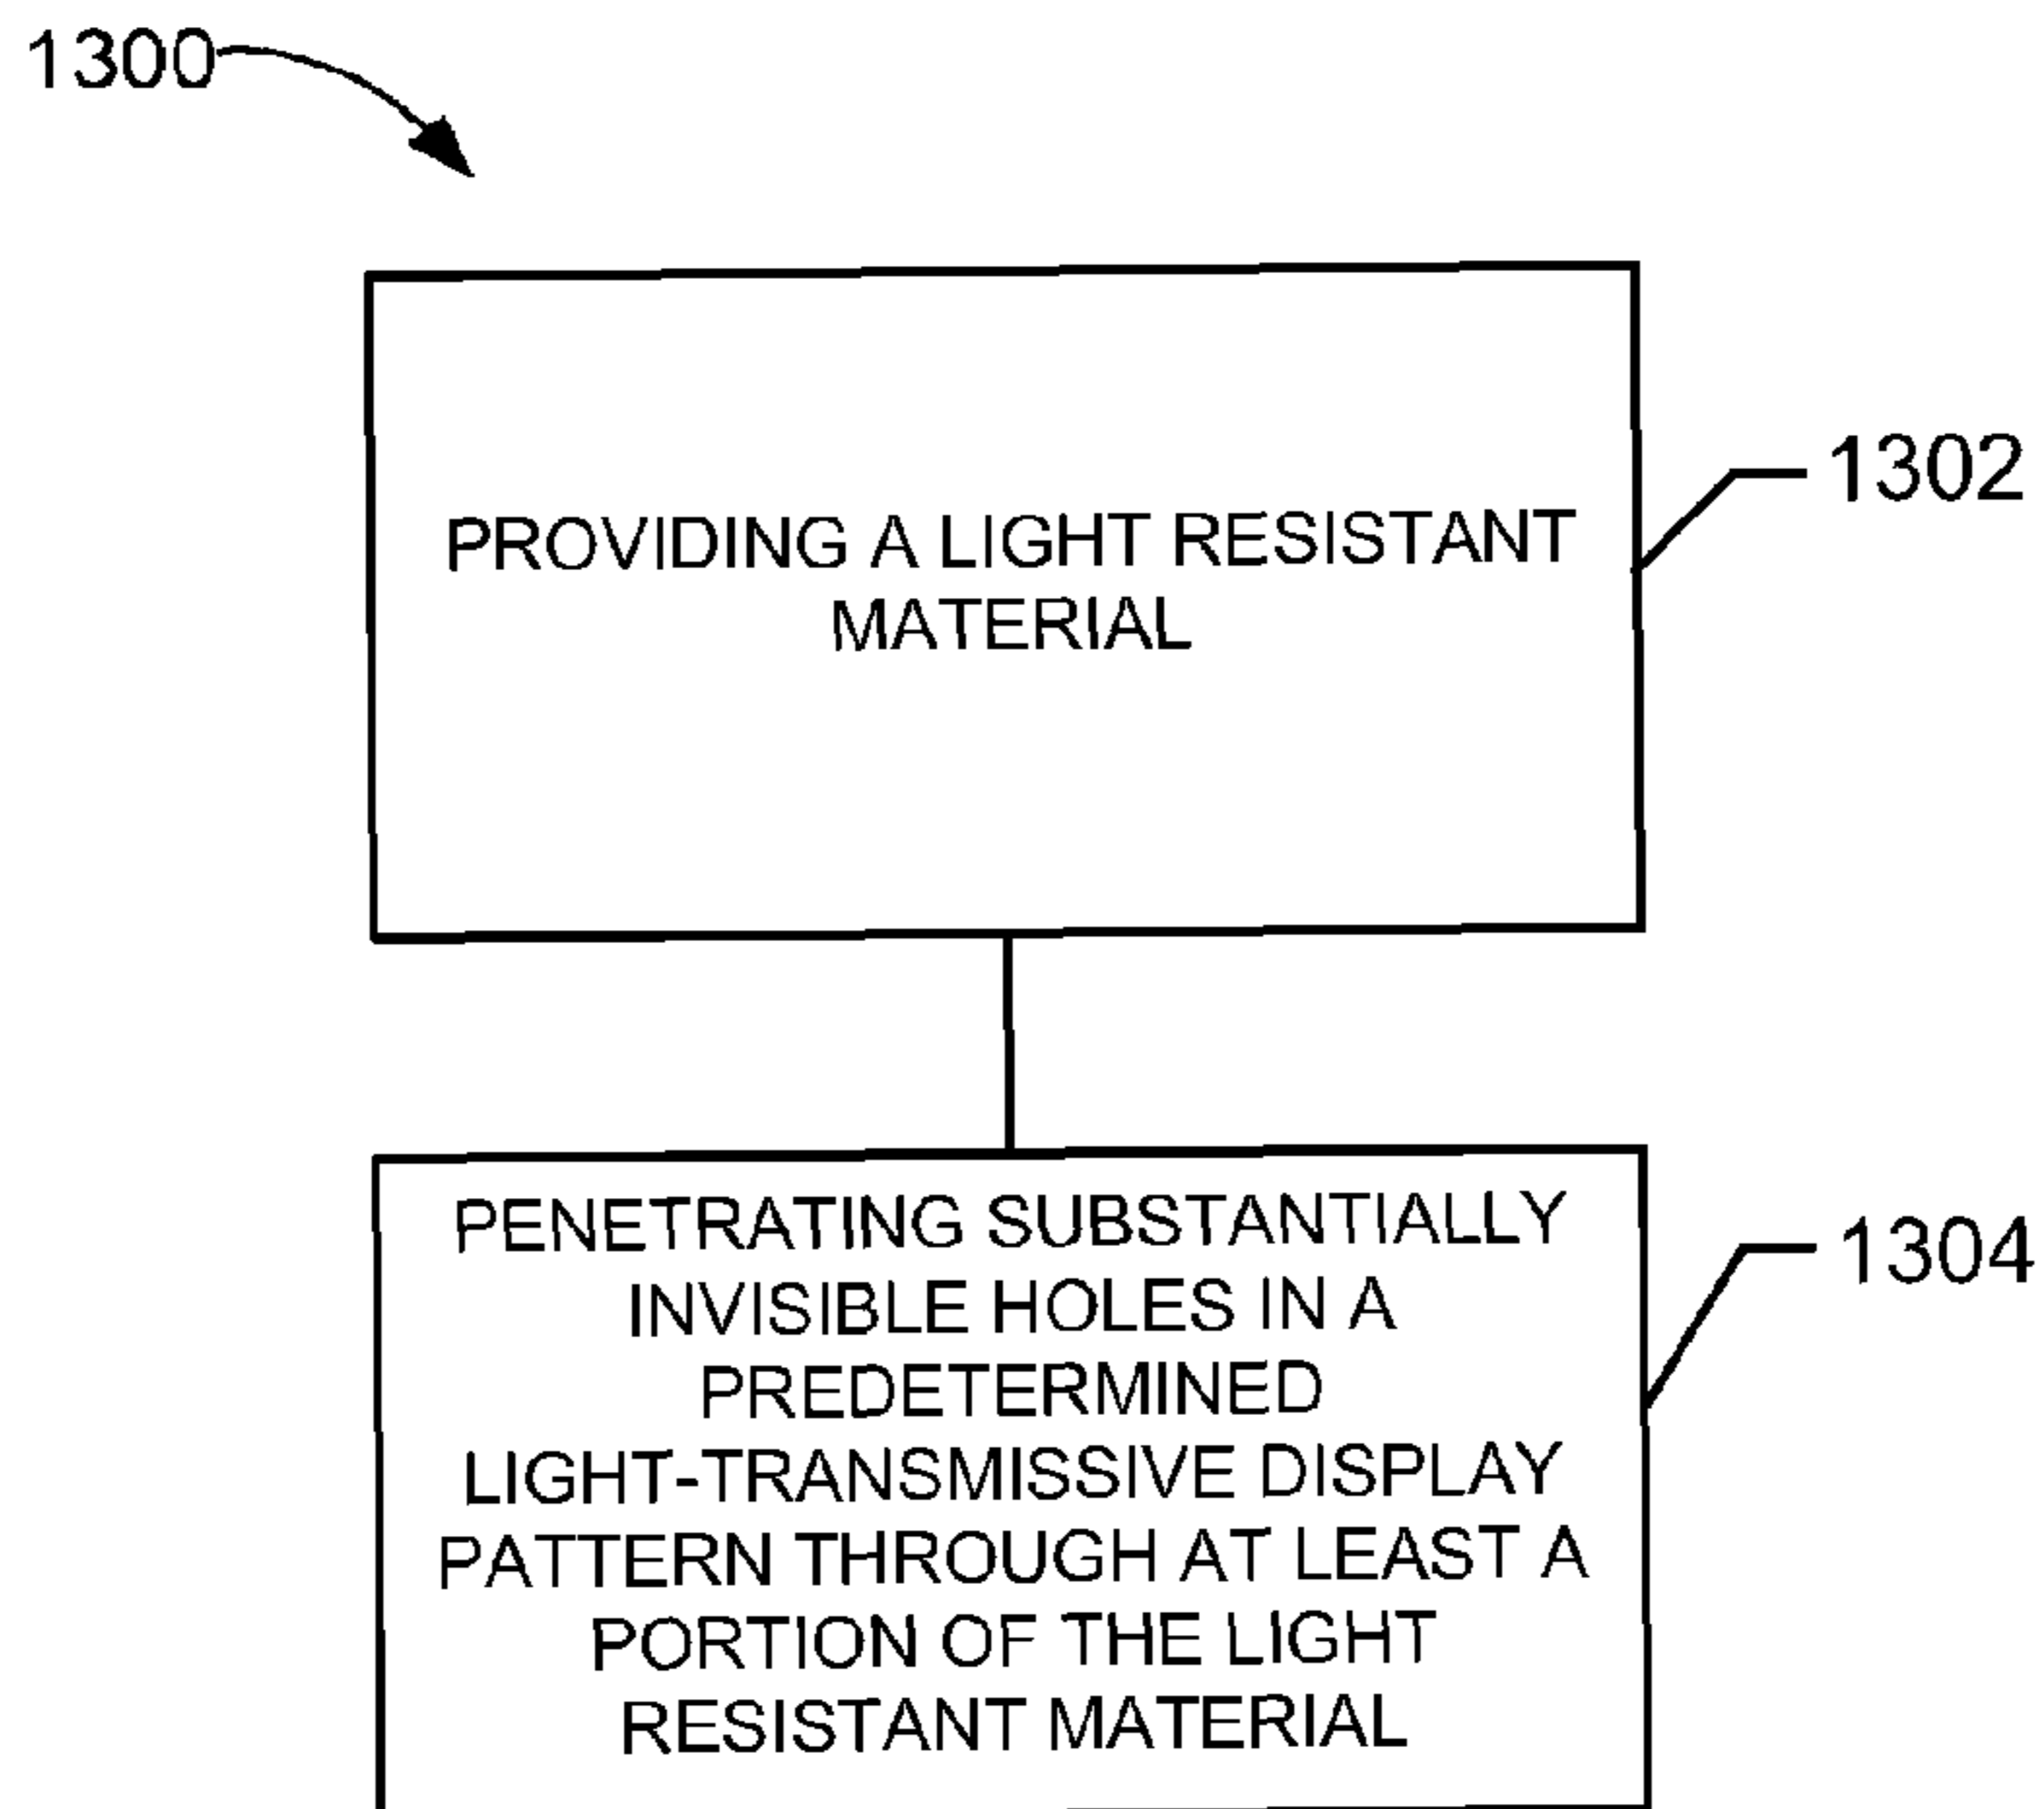 1300
PROVIDING A LIGHT RESISTANT
MATERIAL
1302
PENETRATING SUBSTANTIALLY
INVISIBLE HOLES IN A
PREDETERMINED
LIGHT-TRANSMISSIVE DISPLAY
PATTERN THROUGH AT LEAST A
PORTION OF THE LIGHT
RESISTANT MATERIAL
1304